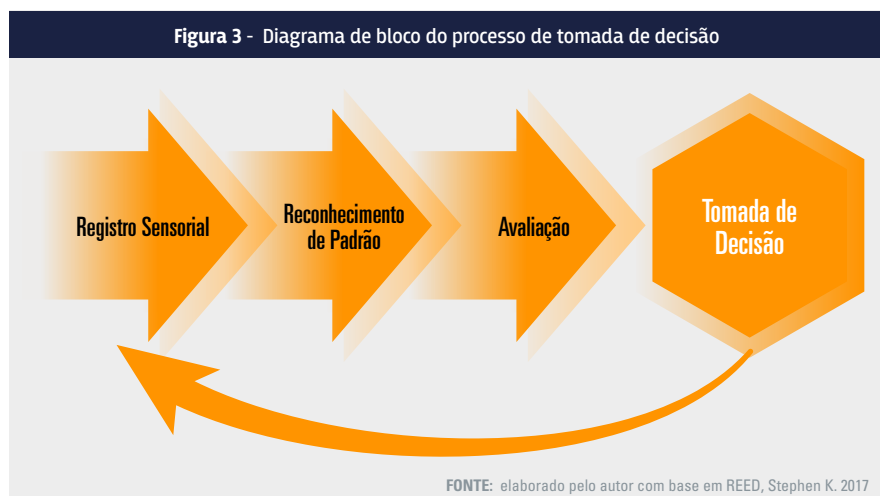 Figura 3 - Diagrama de bloco do processo de tomada de decisão
Registro Sensorial
Reconhecimento
de Padrão
Avaliação
Tomada de
Decisão
FONTE: elaborado pelo autor com base em REED, Stephen K. 2017